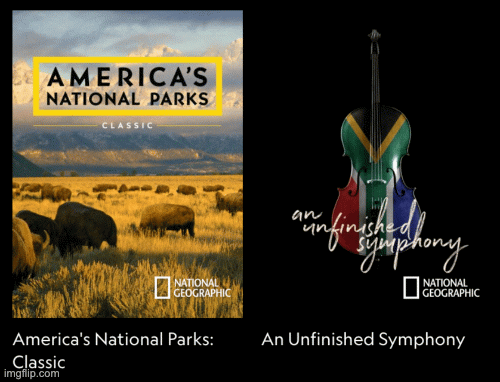 AMERICA'S
NATIONAL PARKS
CLASSIC
NATIONAL
GEOGRAPHIC
an
unfinished
symphony
NATIONAL
GEOGRAPHIC
America's National Parks:
Classic
An Unfinished Symphony
imgflip.com